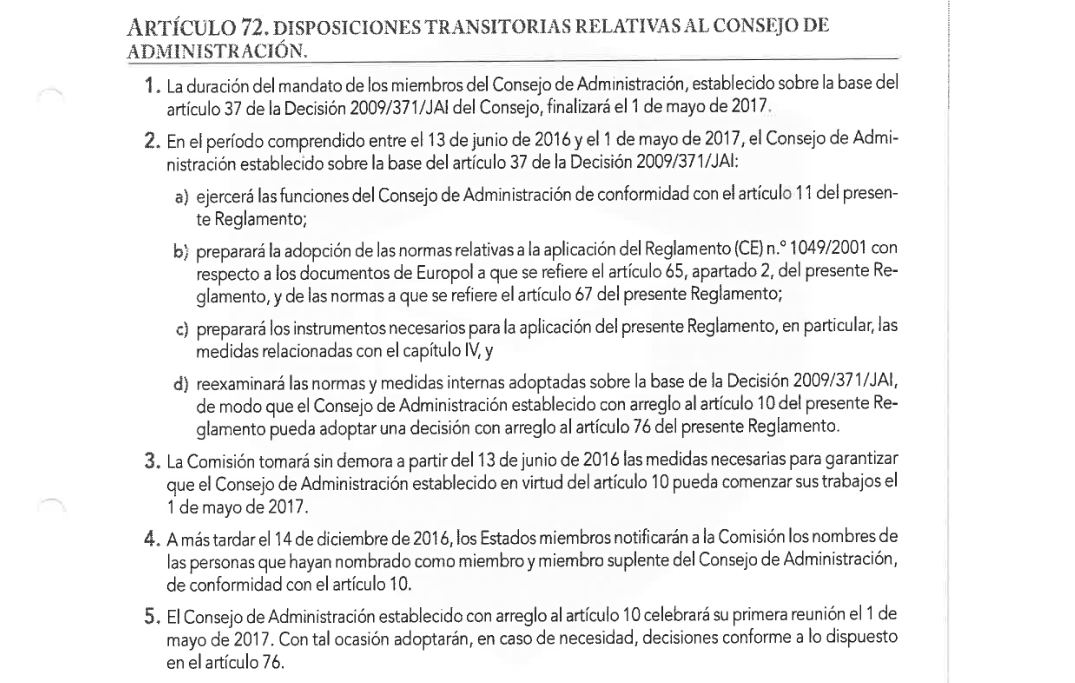 ARTÍCULO 72. DISPOSICIONES TRANSITORIAS RELATIVAS AL CONSEJO DE
ADMINISTRACIÓN.
1. La duración del mandato de los miembros del Consejo de Administración, establecido sobre la base del
artículo 37 de la Decisión 2009/371/JAI del Consejo, finalizará el 1 de mayo de 2017.
2. En el período comprendido entre el 13 de junio de 2016 y el 1 de mayo de 2017, el Consejo de Admi-
nistración establecido sobre la base del artículo 37 de la Decisión 2009/371/JAI:
a) ejercerá las funciones del Consejo de Administración de conformidad con el artículo 11 del presen-
te Reglamento;
b) preparará la adopción de las normas relativas a la aplicación del Reglamento (CE) n.º 1049/2001 con
respecto a los documentos de Europol a que se refiere el artículo 65, apartado 2, del presente Re-
glamento, y de las normas a que se refiere el artículo 67 del presente Reglamento;
c) preparará los instrumentos necesarios para la aplicación del presente Reglamento, en particular, las
medidas relacionadas con el capítulo IV, y
d) reexaminará las normas y medidas internas adoptadas sobre la base de la Decisión 2009/371/JAI,
de modo que el Consejo de Administración establecido con arreglo al artículo 10 del presente Re-
glamento pueda adoptar una decisión con arreglo al artículo 76 del presente Reglamento.
3. La Comisión tomará sin demora a partir del 13 de junio de 2016 las medidas necesarias para garantizar
que el Consejo de Administración establecido en virtud del artículo 10 pueda comenzar sus trabajos el
1 de mayo de 2017.
4. A más tardar el 14 de diciembre de 2016, los Estados miembros notificarán a la Comisión los nombres de
las personas que hayan nombrado como miembro y miembro suplente del Consejo de Administración,
de conformidad con el artículo 10.
5. El Consejo de Administración establecido con arreglo al artículo 10 celebrará su primera reunión el 1 de
mayo de 2017. Con tal ocasión adoptarán, en caso de necesidad, decisiones conforme a lo dispuesto
en el artículo 76.